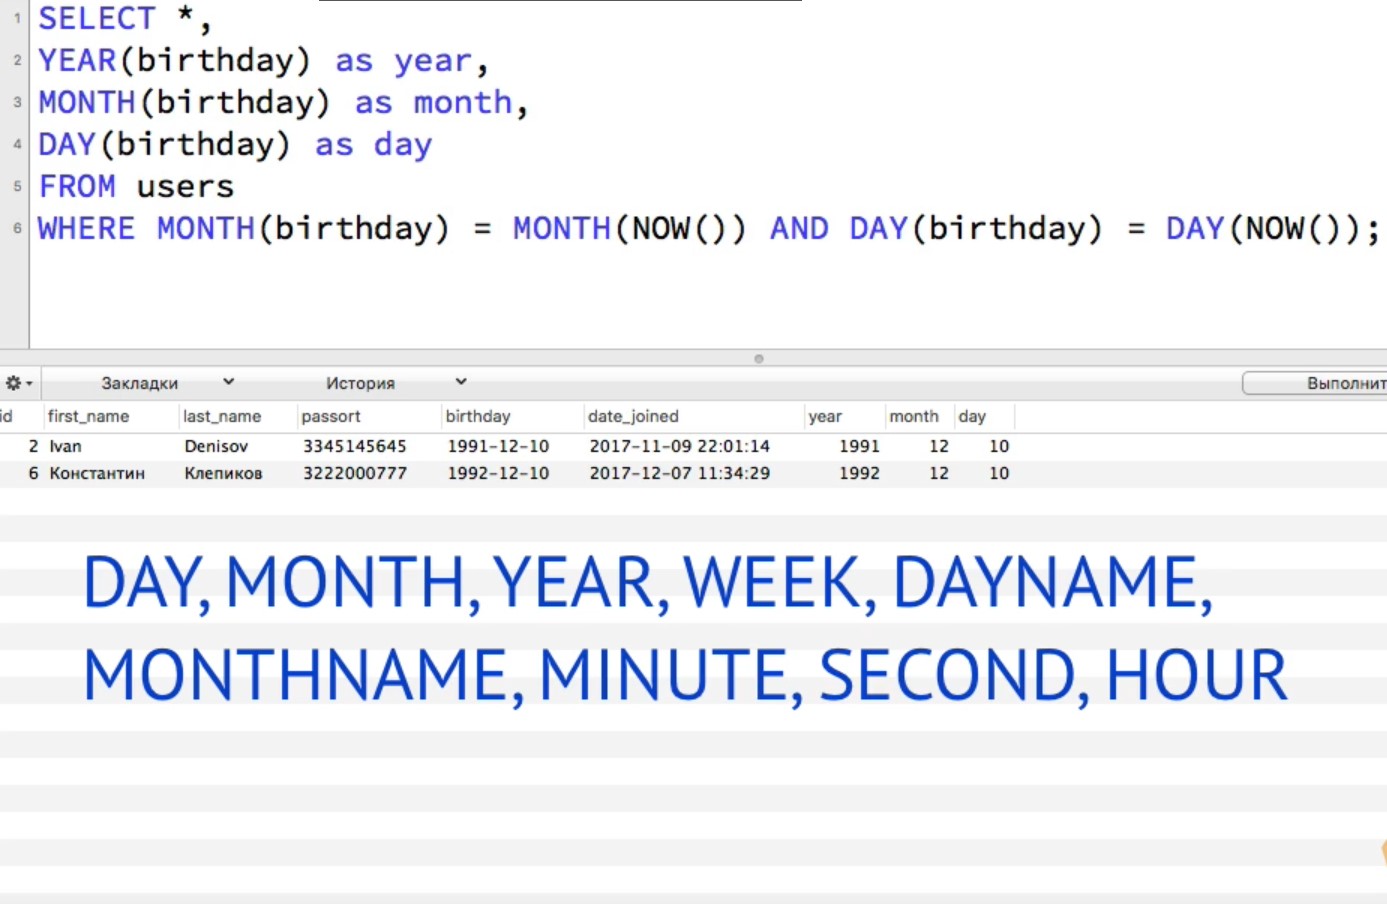 1 SELECT *,
2 YEAR(birthday) as year,
3 MONTH(birthday) as month,
4 DAY(birthday) as day
5 FROM users
6 WHERE MONTH(birthday) = MONTH(NOW()) AND DAY(birthday) = DAY(NOW());
Закладки История Выполнит
id first_name last_name passort birthday date_joined year month day
2 Ivan Denisov 3345145645 1991-12-10 2017-11-09 22:01:14 1991 12 10
6 Константин Клепиков 3222000777 1992-12-10 2017-12-07 11:34:29 1992 12 10
DAY, MONTH, YEAR, WEEK, DAYNAME,
MONTHNAME, MINUTE, SECOND, HOUR